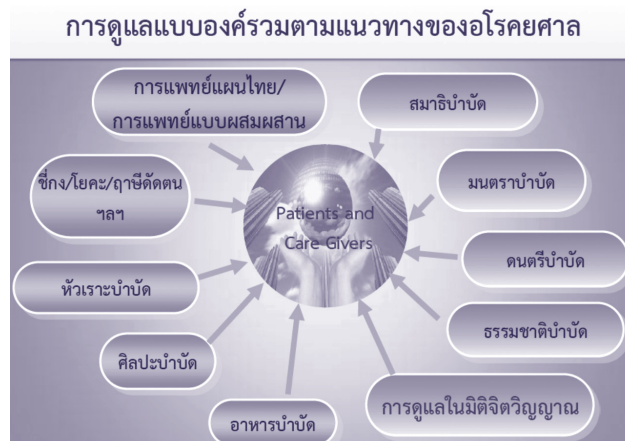 การดูแลแบบองค์รวมตามแนวทางของอโรคยศาล
การแพทย์แผนไทย/
การแพทย์แบบผสมผสาน
สมาธิบำบัด
ชี่กง/โยคะ/ฤาษีดัดตน
ฯลฯ
มนตราบำบัด
Patients and
Care Givers
ดนตรีบำบัด
หัวเราะบำบัด
ธรรมชาติบำบัด
ศิลปะบำบัด
การดูแลในมิติจิตวิญญาณ
อาหารบำบัด